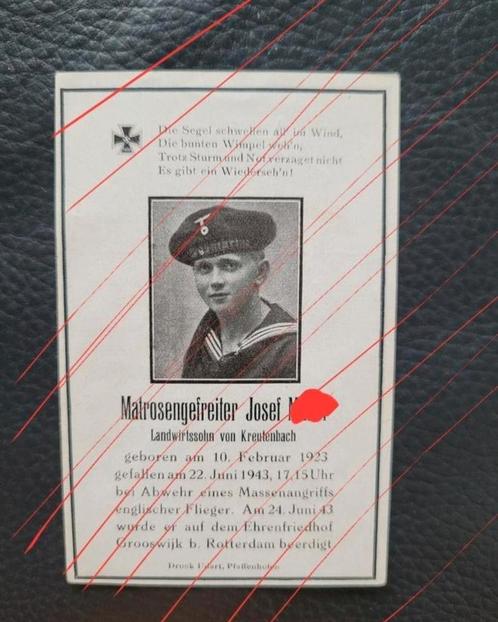 Die Segel schwellen all' im Wind,
Die bunten Wimpel weh'n,
Trotz Sturm und Not verzaget nicht
Es gibt ein Wiederseh'n!
Matrosengefreiter Josef
Landwirtssohn von Kreutenbach
geboren am 10. Februar 1923
gefallen am 22. Juni 1943, 17.15 Uhr
bei Abwehr eines Massenangriffs
englischer Flieger. Am 24. Juni 43
wurde er auf dem Ehrenfriedhof
Grooswijk b. Rotterdam beerdigt
Druck Udart, Pfaffenhofen